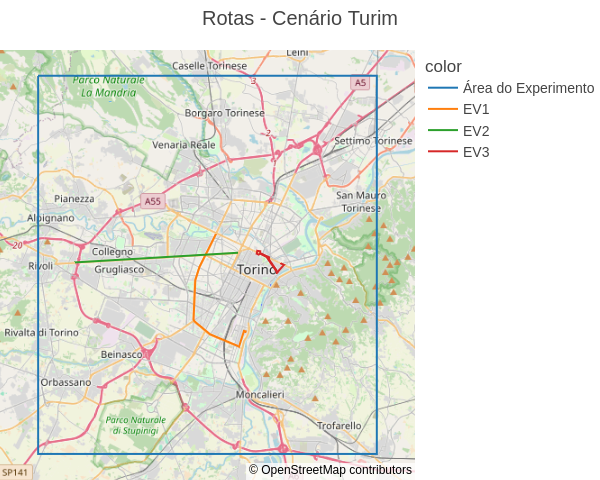 Rotas - Cenário Turim
Leini
Caselle Torinese
Parco Naturale
La Mandria
3
A5
color
Área do Experimento
EV1
EV2
EV3
Borgaro Torinese
2
Venaria Reale
Settimo Torinese
Pianezza
A55
San Mauro
Torinese
Alpignano
20
Collegno
Rivoli
Grugliasco
Torino
Rivalta di Torino
Beinasco
Orbassano
Moncalieri
Parco Naturale
di Stupinigi
Trofarello
SP141
© OpenStreetMap contributors